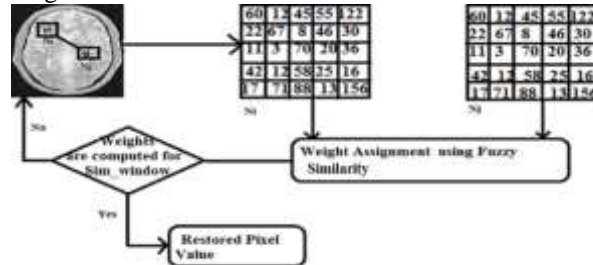 60 12 45 55 122
22 67 8 46 30
11 3 70 20 36
42 12 58 25 16
17 71 88 13 156
Ni
60 12 45 55 122
22 67 8 46 30
11 3 70 20 36
42 12 58 25 16
17 71 88 13 156
Nj
No
Weights
are computed for
Sim_window
Weight Assignment using Fuzzy
Similarity
Yes
Restored Pixel
Value